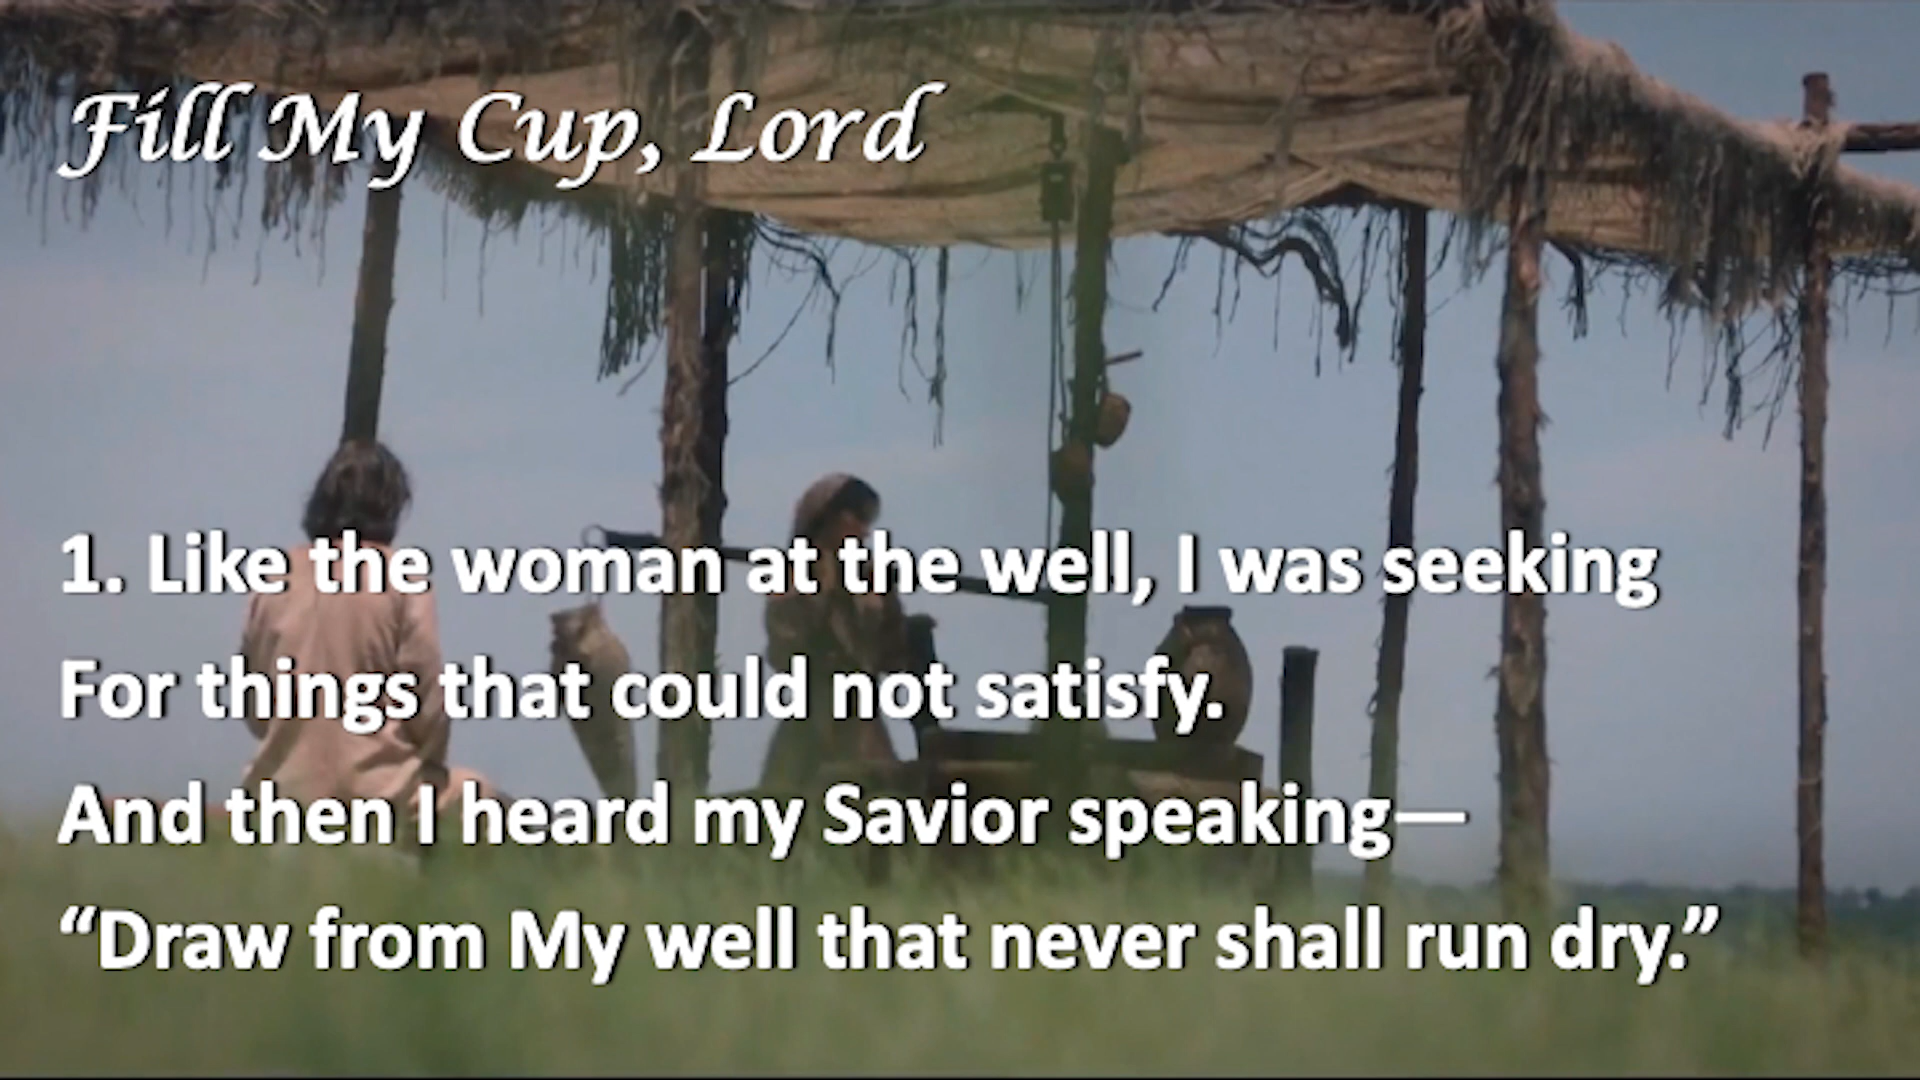 Fill My Cup, Lord
1. Like the woman at the well, I was seeking
For things that could not satisfy.
And then I heard my Savior speaking—
“Draw from My well that never shall run dry.”